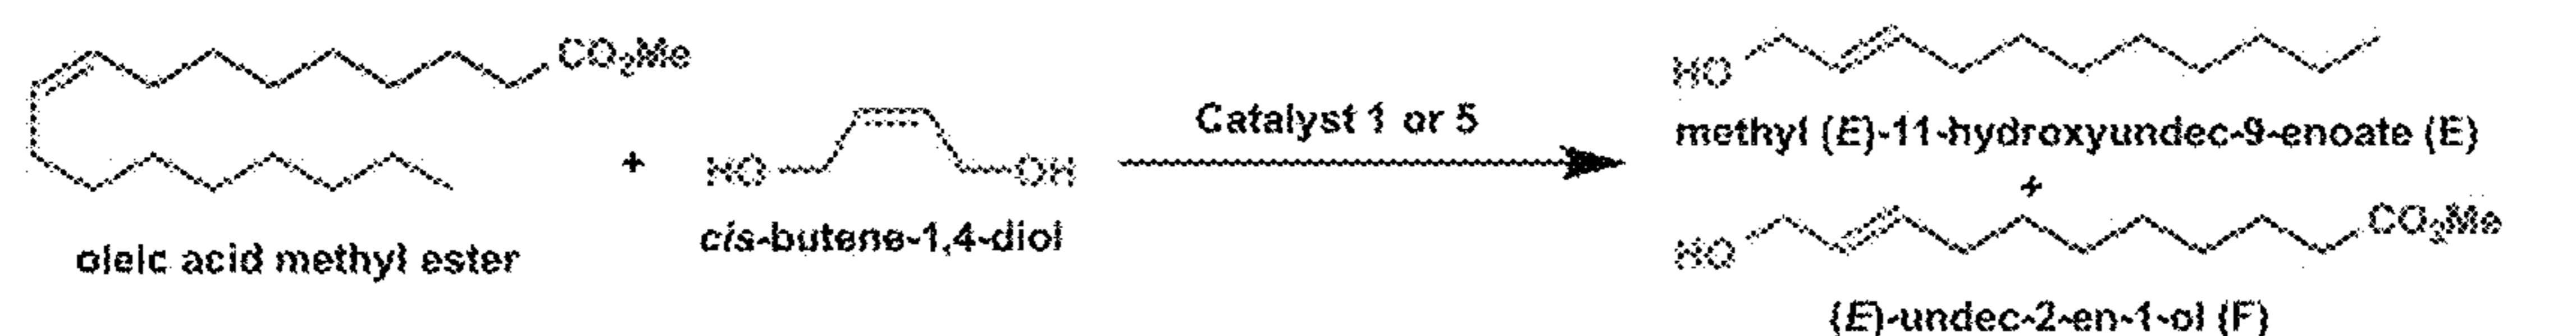 CO₂Me
oleic acid methyl ester
+
HO OH
cis-butene-1,4-diol
Catalyst 1 or 5
HO
methyl (E)-11-hydroxyundec-9-enoate (E)
+
HO CO₂Me
(E)-undec-2-en-1-ol (F)